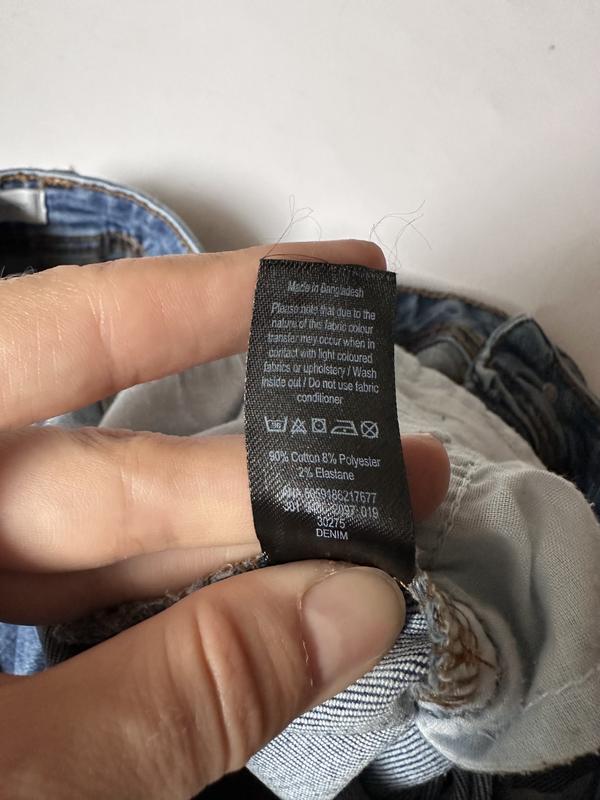 Made in Bangladesh
Please note that due to the
nature of this fabric colour
transfer may occur when in
contact with light coloured
fabrics or upholstery / Wash
inside out / Do not use fabric
conditioner
90% Cotton 8% Polyester
2% Elastane
30275
DENIM